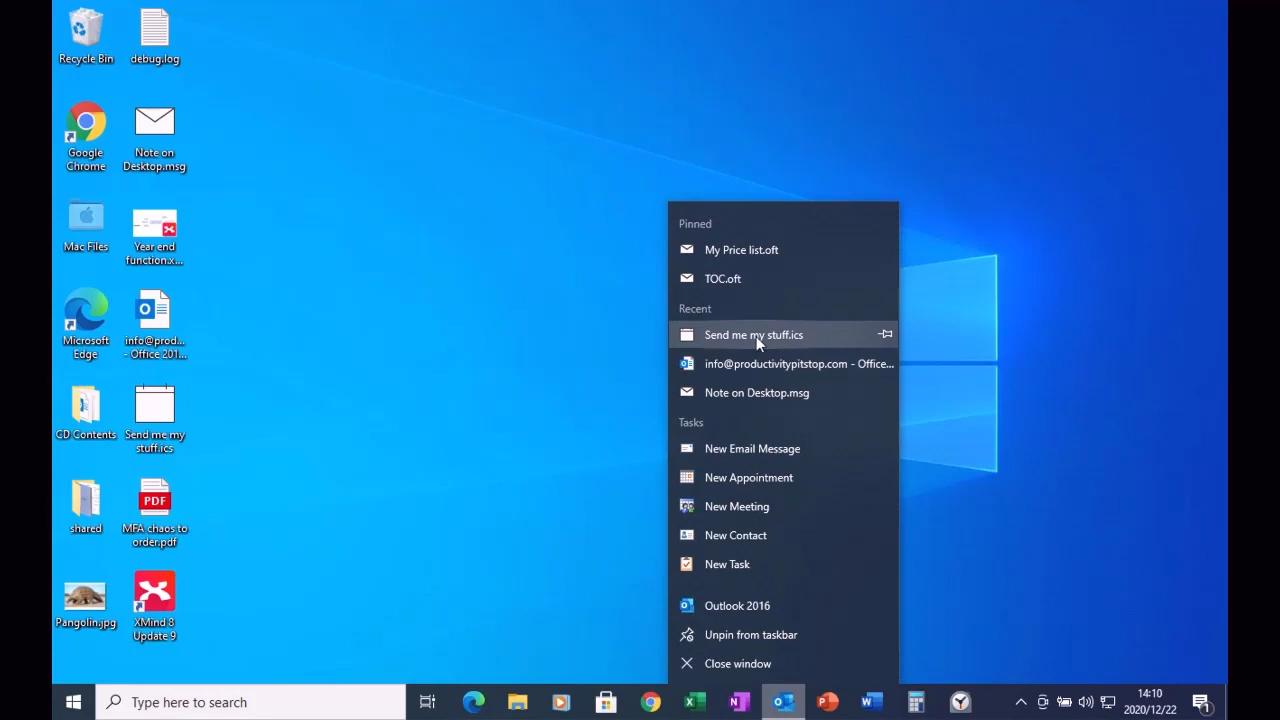 Recycle Bin
debug.log
Google
Chrome
Note on
Desktop.msg
Mac Files
Year end
function.x...
Microsoft
Edge
info@prod...
- Office 201...
CD Contents
Send me my
stuff.ics
shared
PDF
MFA chaos to
order.pdf
Pangolin.jpg
XMind 8
Update 9
Pinned
My Price list.oft
TOC.oft
Recent
Send me my stuff.ics
info@productivitypitstop.com - Office...
Note on Desktop.msg
Tasks
New Email Message
New Appointment
New Meeting
New Contact
New Task
Outlook 2016
Unpin from taskbar
Close window
Type here to search
14:10
2020/12/22
1